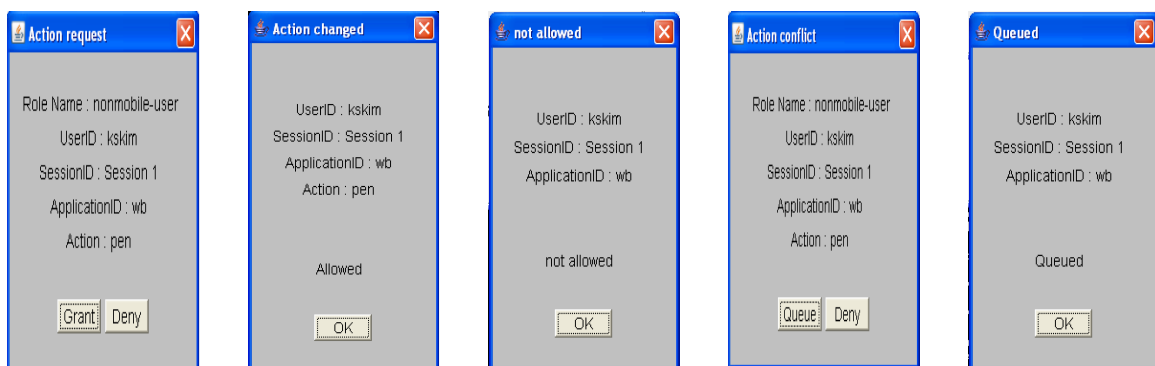 Action request
Role Name : nonmobile-user
UserID : kskim
SessionID : Session 1
ApplicationID : wb
Action : pen
Grant
Deny
Action changed
UserID : kskim
SessionID : Session 1
ApplicationID : wb
Action : pen
Allowed
OK
not allowed
UserID : kskim
SessionID : Session 1
ApplicationID : wb
not allowed
OK
Action conflict
Role Name : nonmobile-user
UserID : kskim
SessionID : Session 1
ApplicationID : wb
Action : pen
Queue
Deny
Queued
UserID : kskim
SessionID : Session 1
ApplicationID : wb
Queued
OK